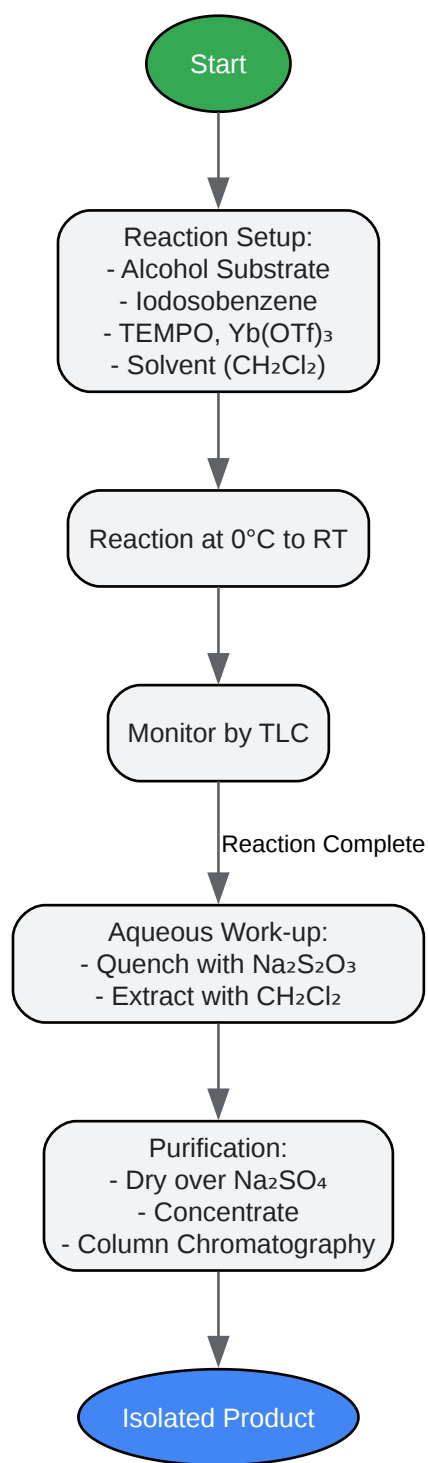 Start
Reaction Setup:
- Alcohol Substrate
- Iodosobenzene
- TEMPO, Yb(OTf)₃
- Solvent (CH₂Cl₂)
Reaction at 0°C to RT
Monitor by TLC
Reaction Complete
Aqueous Work-up:
- Quench with Na₂S₂O₃
- Extract with CH₂Cl₂
Purification:
- Dry over Na₂SO₄
- Concentrate
- Column Chromatography
Isolated Product